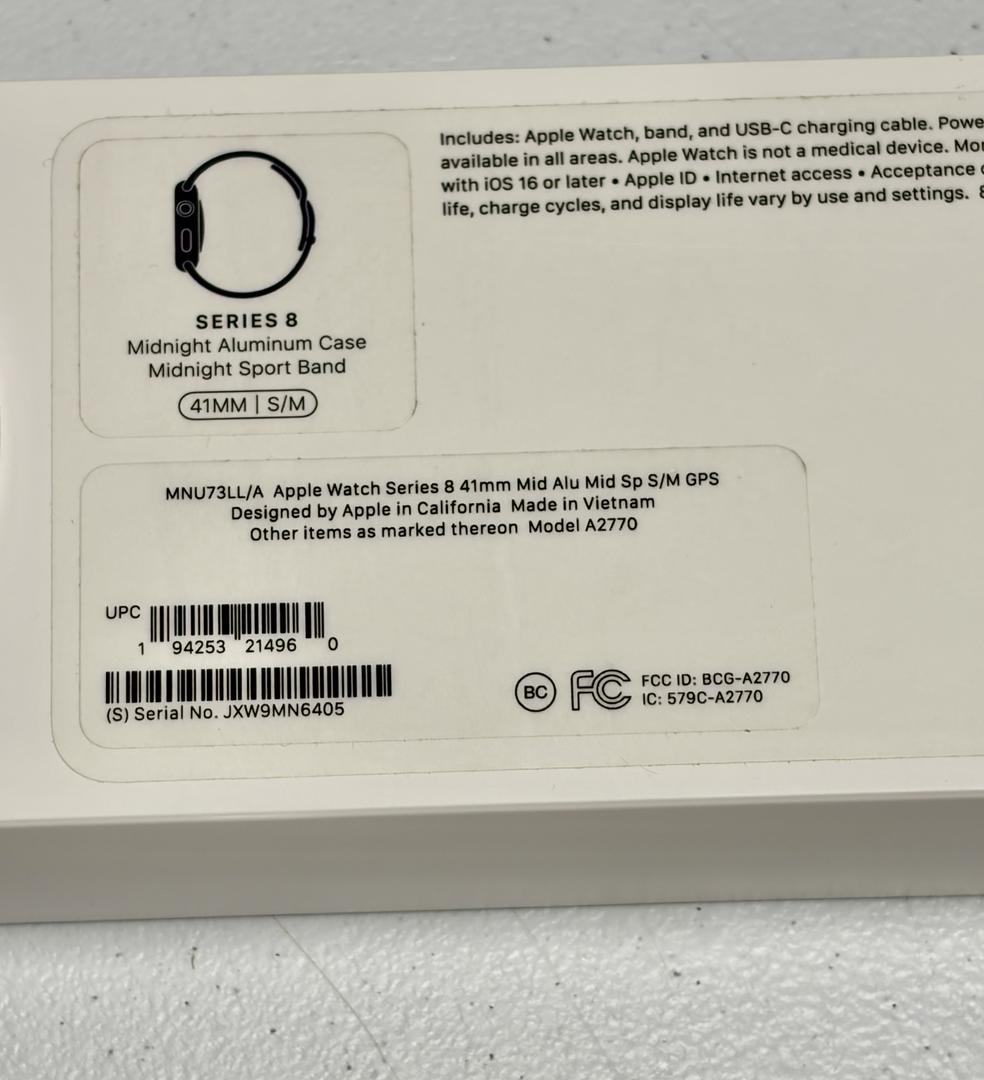 Includes: Apple Watch, band, and USB-C charging cable. Powe
available in all areas. Apple Watch is not a medical device. Mo
with iOS 16 or later • Apple ID • Internet access • Acceptance
life, charge cycles, and display life vary by use and settings.
SERIES 8
Midnight Aluminum Case
Midnight Sport Band
41MM | S/M
MNU73LL/A Apple Watch Series 8 41mm Mid Alu Mid Sp S/M GPS
Designed by Apple in California Made in Vietnam
Other items as marked thereon Model A2770
UPC
1 94253 21496 0
(S) Serial No. JXW9MN6405
BC FC FCC ID: BCG-A2770
IC: 579C-A2770